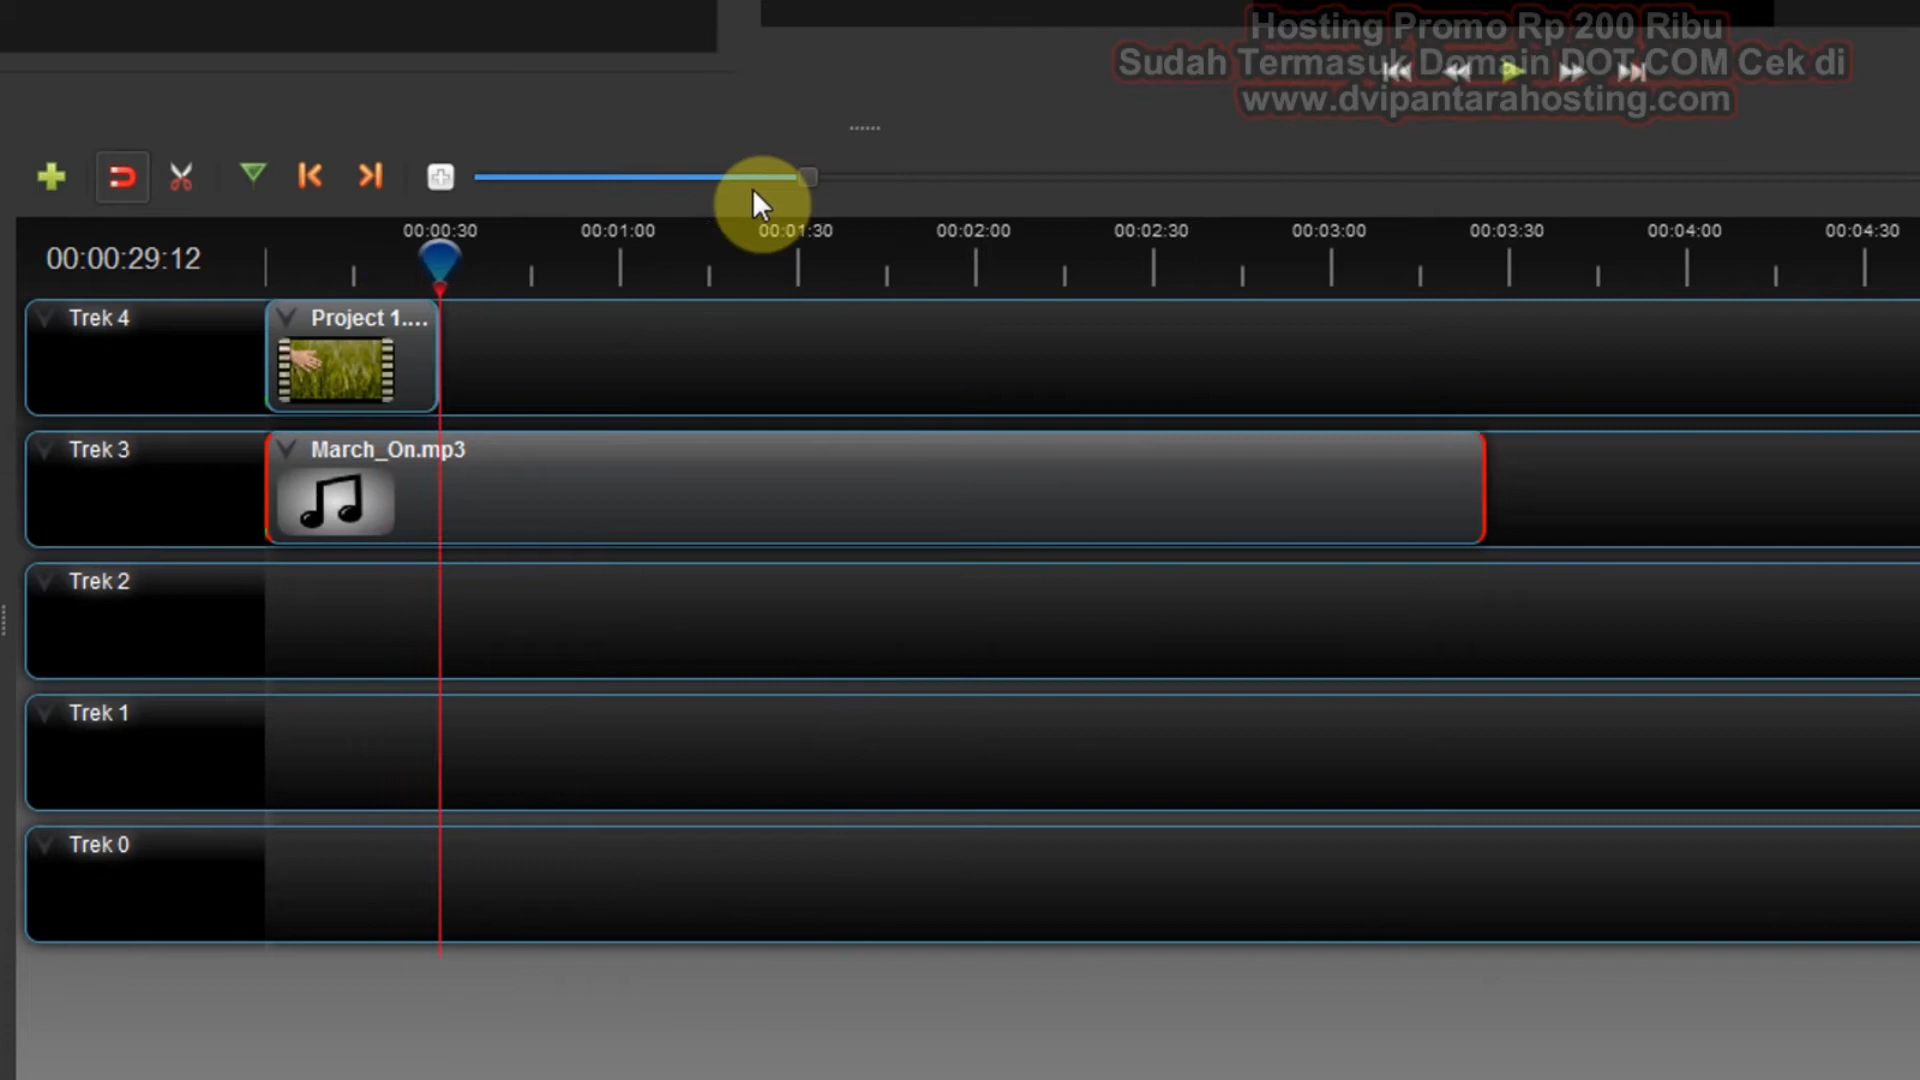 Hosting Promo Rp 200 Ribu
Sudah Termasuk Domain DOT COM Cek di
www.dvipantarahosting.com
00:00:29:12
00:00:30 00:01:00 00:01:30 00:02:00 00:02:30 00:03:00 00:03:30 00:04:00 00:04:30
Trek 4
Project 1....
Trek 3
March_On.mp3
Trek 2
Trek 1
Trek 0